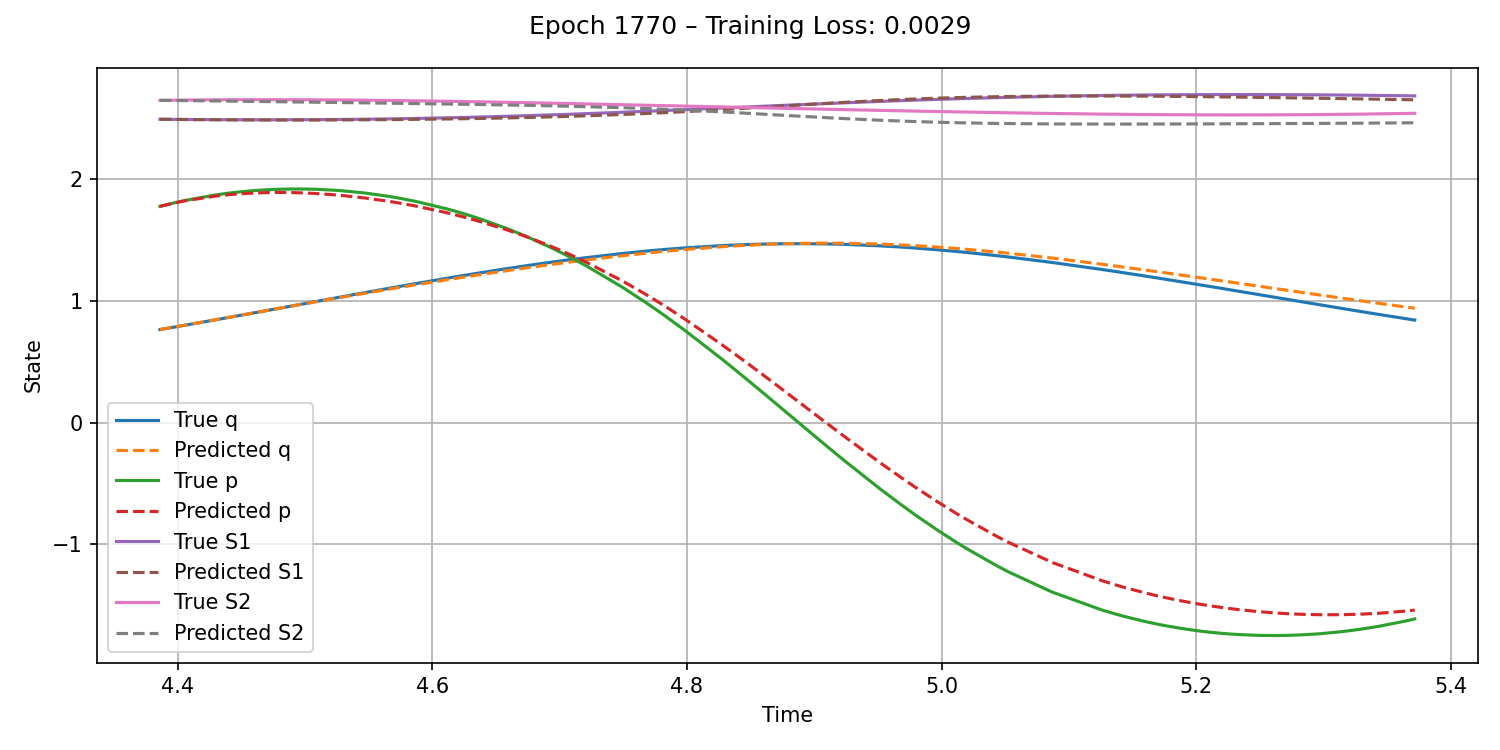 Epoch 1770 – Training Loss: 0.0029
State
2
1
0
−1
True q
Predicted q
True p
Predicted p
True S1
Predicted S1
True S2
Predicted S2
4.4 4.6 4.8 5.0 5.2 5.4
Time